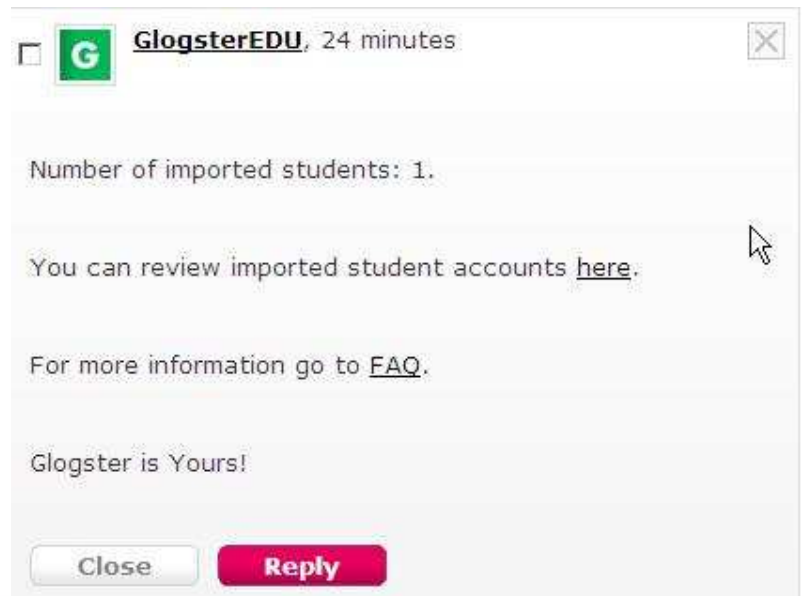 G GlogsterEDU, 24 minutes
Number of imported students: 1.
You can review imported student accounts here.
For more information go to FAQ.
Glogster is Yours!
Close Reply